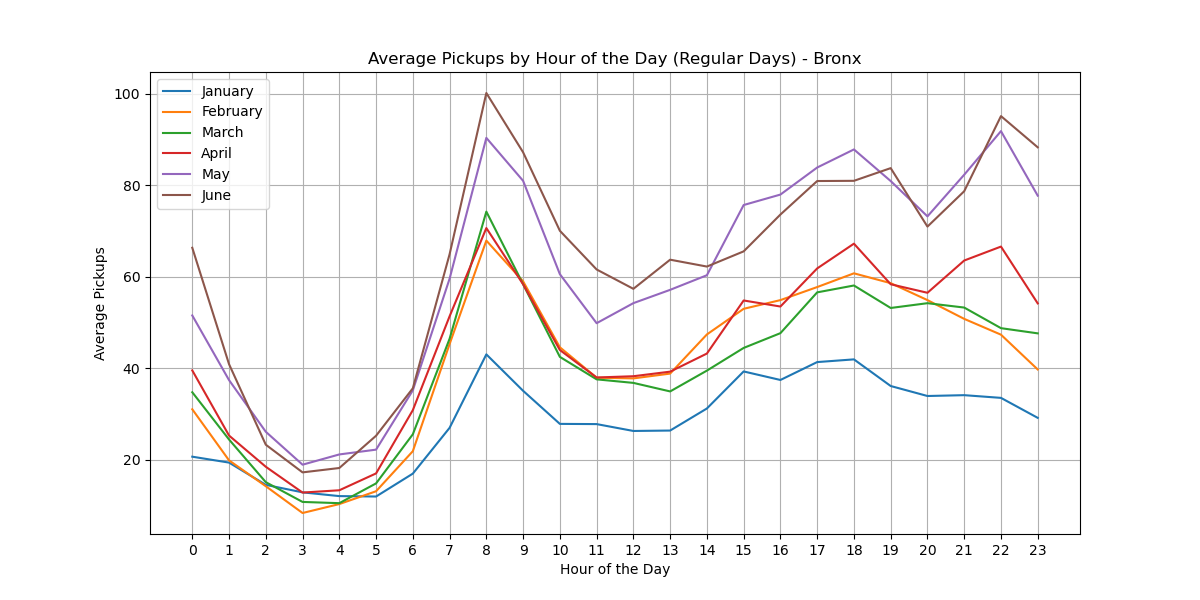 Average Pickups by Hour of the Day (Regular Days) - Bronx
January
February
March
April
May
June
100
80
60
40
20
Average Pickups
0 1 2 3 4 5 6 7 8 9 10 11 12 13 14 15 16 17 18 19 20 21 22 23
Hour of the Day